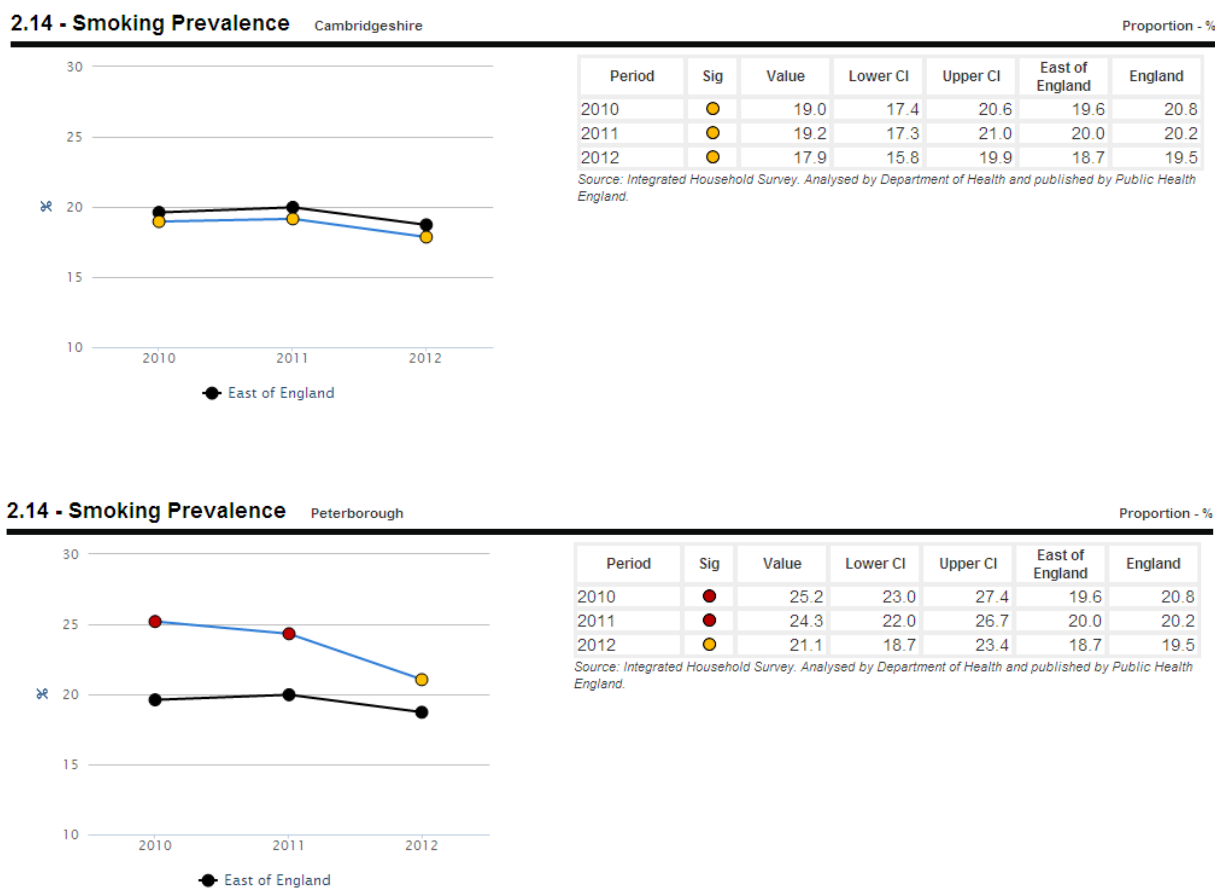 2.14 - Smoking Prevalence Cambridgeshire Proportion - %
30
25
20
15
10
%
2010 2011 2012
East of England
Period Sig Value Lower CI Upper CI East of England England
2010 19.0 17.4 20.6 19.6 20.8
2011 19.2 17.3 21.0 20.0 20.2
2012 17.9 15.8 19.9 18.7 19.5
Source: Integrated Household Survey. Analysed by Department of Health and published by Public Health
England.
2.14 - Smoking Prevalence Peterborough Proportion - %
30
25
20
15
10
%
2010 2011 2012
East of England
Period Sig Value Lower CI Upper CI East of England England
2010 25.2 23.0 27.4 19.6 20.8
2011 24.3 22.0 26.7 20.0 20.2
2012 21.1 18.7 23.4 18.7 19.5
Source: Integrated Household Survey. Analysed by Department of Health and published by Public Health
England.